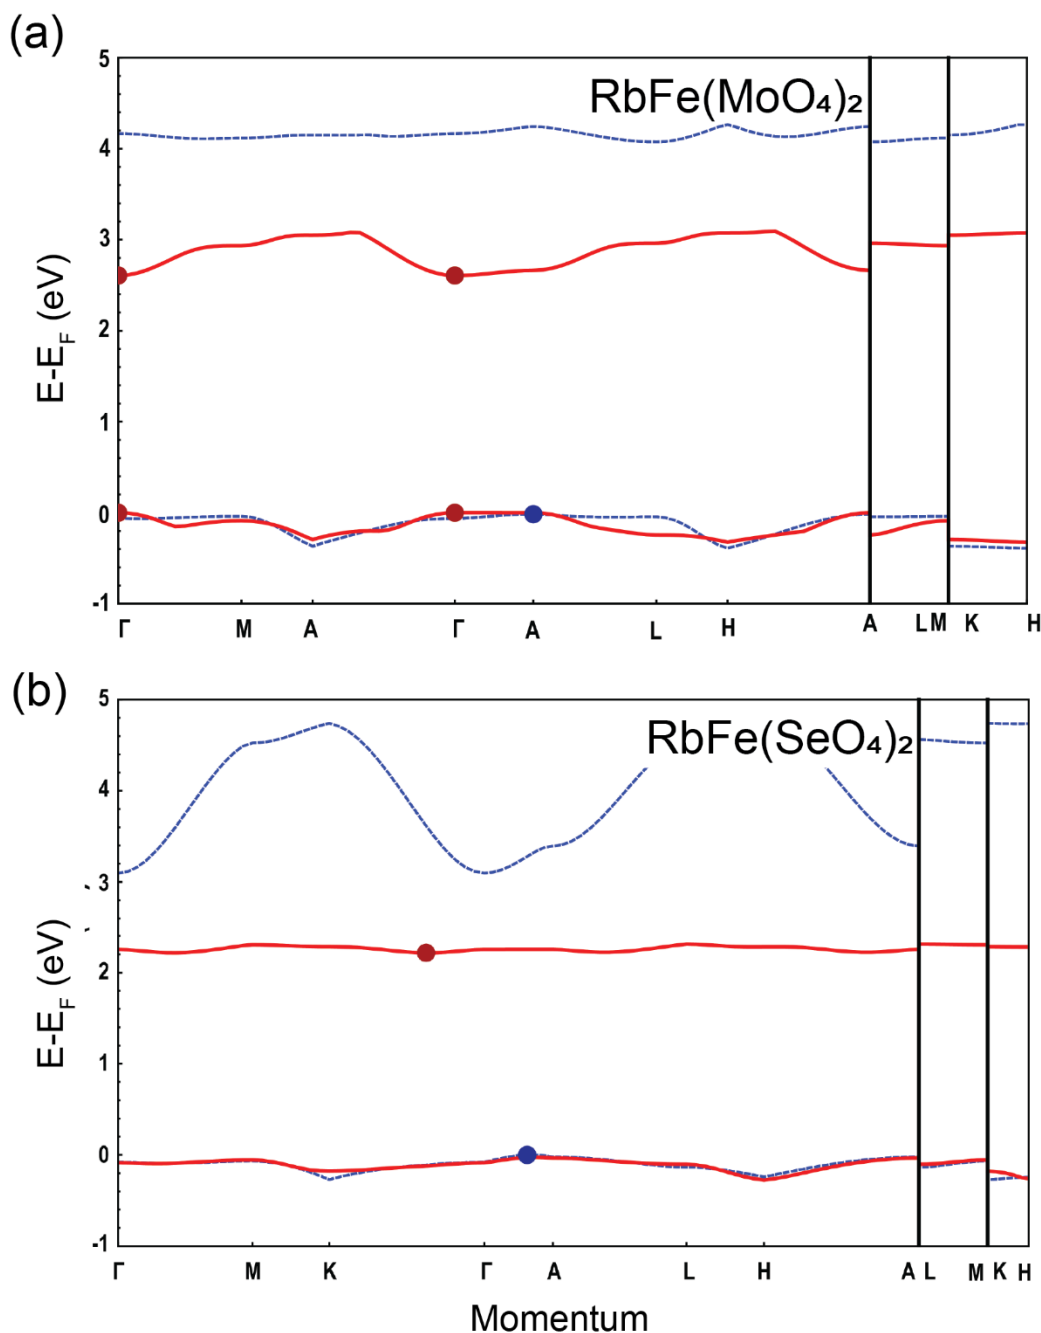 (a)
RbFe(MoO₄)₂
E-E_F (eV)
5
4
3
2
1
0
-1
Γ M A Γ A L H A L M K H
(b)
RbFe(SeO₄)₂
E-E_F (eV)
5
4
3
2
1
0
-1
Γ M K Γ A L H A L M K H
Momentum